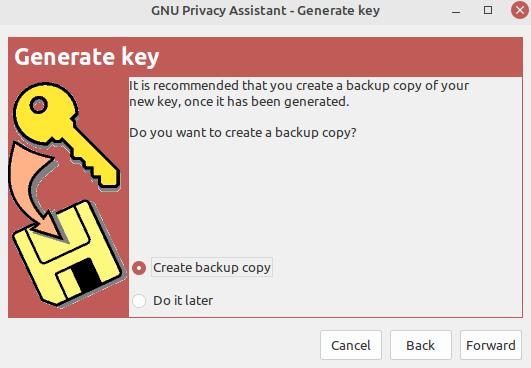 GNU Privacy Assistant - Generate key
Generate key
It is recommended that you create a backup copy of your
new key, once it has been generated.
Do you want to create a backup copy?
Create backup copy
Do it later
Cancel Back Forward